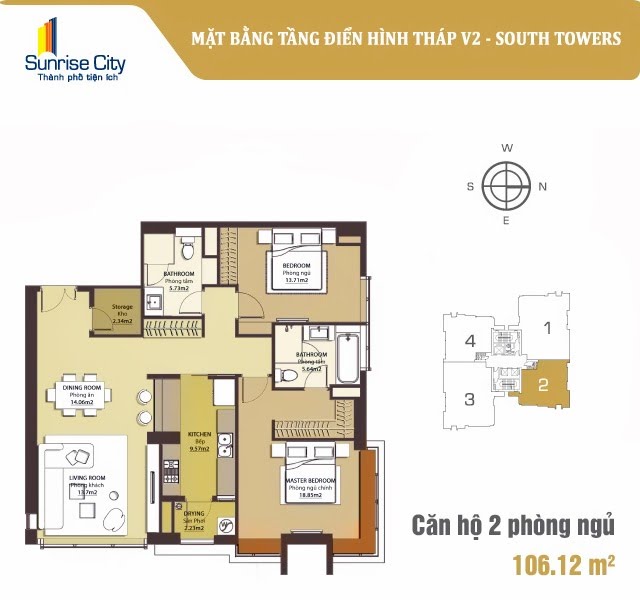 Sunrise City
Thành phố tiện ích
MẶT BẰNG TẦNG ĐIỂN HÌNH THÁP V2 - SOUTH TOWERS
W
S N
E
BATHROOM
Phòng tắm
5.73m2
BEDROOM
Phòng ngủ
13.71m2
Storage
Kho
2.34m2
BATHROOM
Phòng tắm
5.64m2
DINING ROOM
Phòng ăn
14.06m2
KITCHEN
Bếp
9.57m2
LIVING ROOM
Phòng khách
13.7m2
MASTER BEDROOM
Phòng ngủ chính
18.85m2
DRYING
Sân Phơi
2.23m2
1
4
2
3
Căn hộ 2 phòng ngủ
106.12 m²